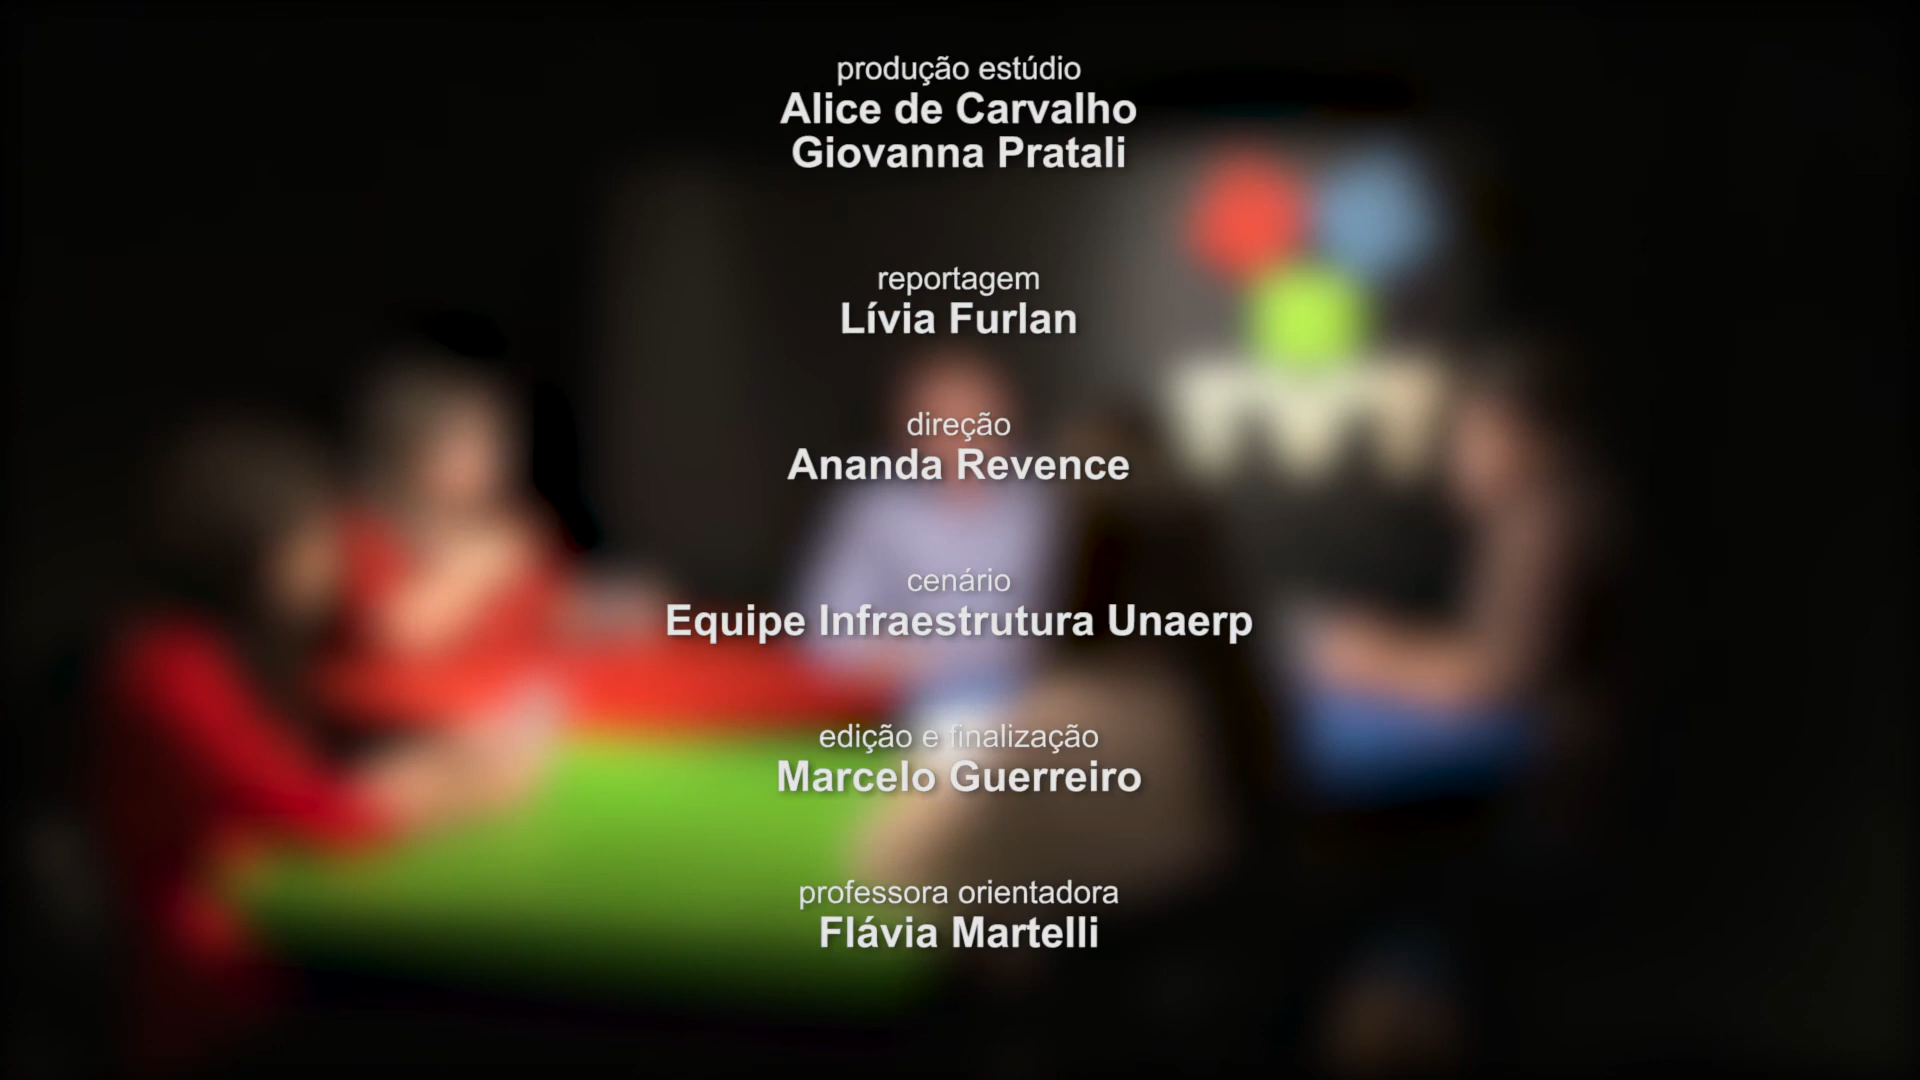 produção estúdio
Alice de Carvalho
Giovanna Pratali
reportagem
Lívia Furlan
direção
Ananda Revence
cenário
Equipe Infraestrutura Unaerp
edição e finalização
Marcelo Guerreiro
professora orientadora
Flávia Martelli